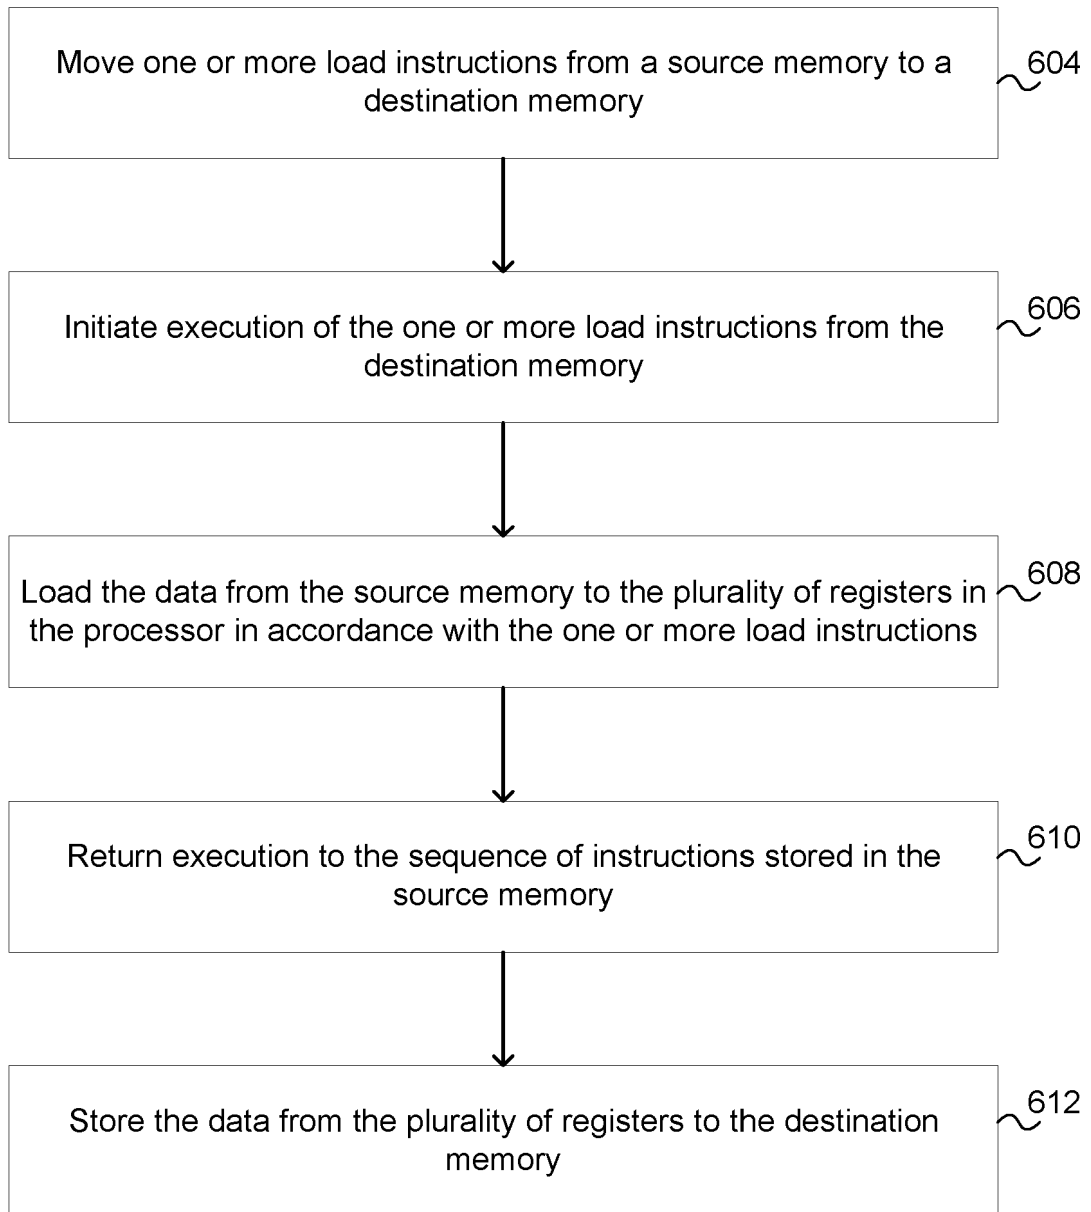 Move one or more load instructions from a source memory to a
destination memory
604
Initiate execution of the one or more load instructions from the
destination memory
606
Load the data from the source memory to the plurality of registers in
the processor in accordance with the one or more load instructions
608
Return execution to the sequence of instructions stored in the
source memory
610
Store the data from the plurality of registers to the destination
memory
612